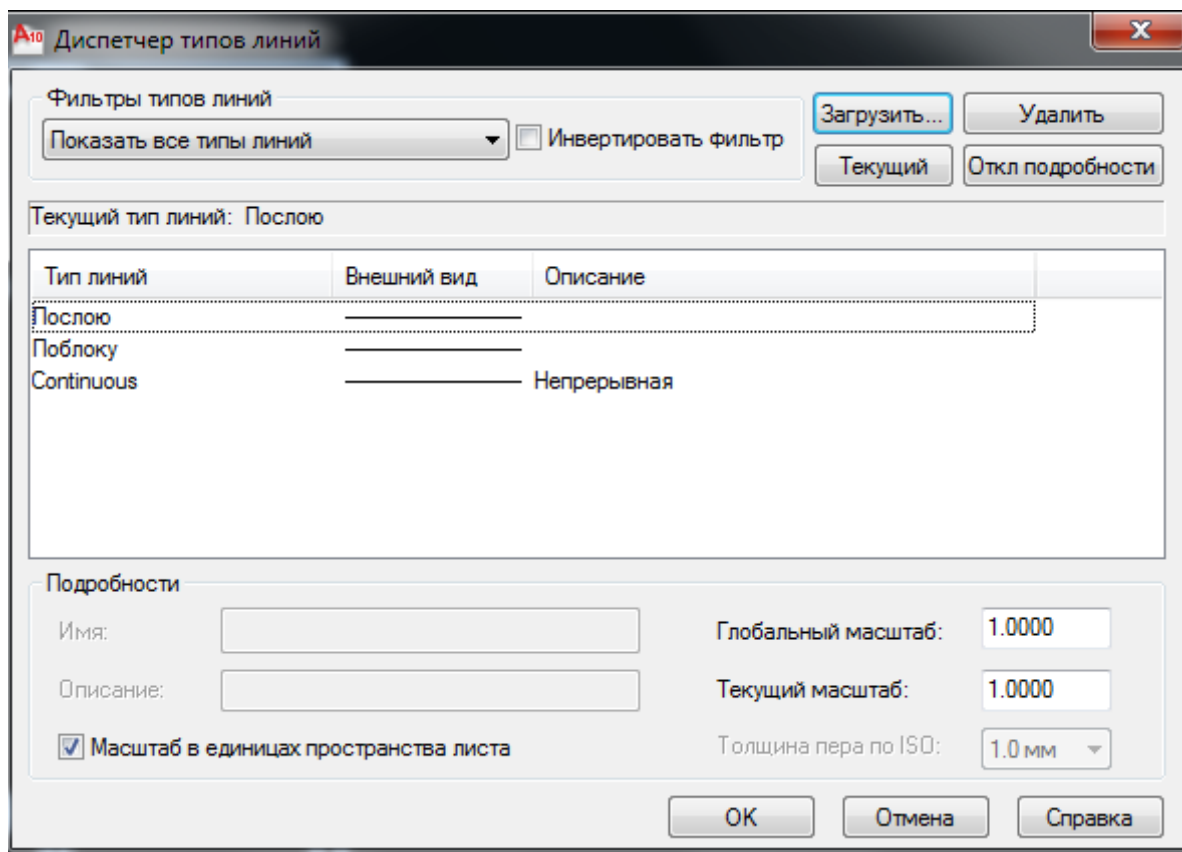 A10 Диспетчер типов линий
Фильтры типов линий
Показать все типы линий
Инвертировать фильтр
Загрузить...
Удалить
Текущий
Откл подробности
Текущий тип линий: Послою
Тип линий Внешний вид Описание
Послою
Поблоку
Continuous Непрерывная
Подробности
Имя:
Глобальный масштаб: 1.0000
Описание:
Текущий масштаб: 1.0000
Масштаб в единицах пространства листа
Толщина пера по ISO: 1.0 мм
OK
Отмена
Справка